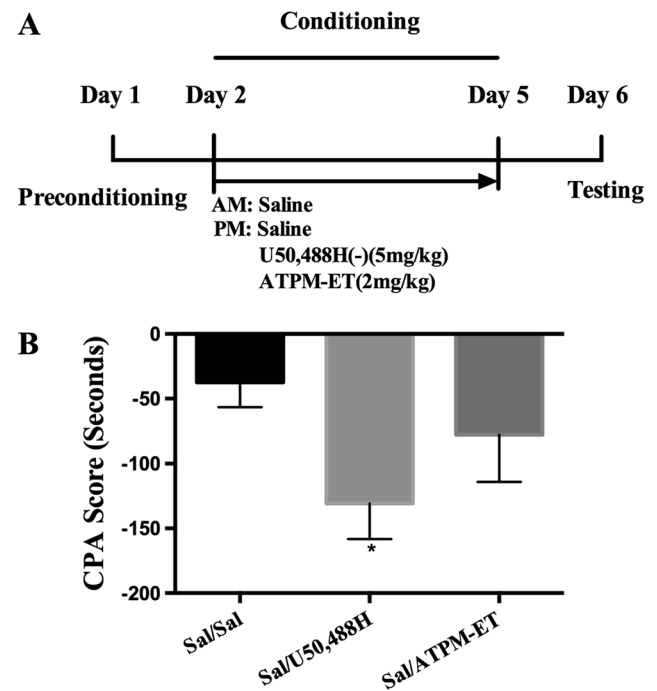 A
Conditioning
Day 1 Day 2 Day 5 Day 6
Preconditioning
Testing
AM: Saline
PM: Saline
U50,488H(-)(5mg/kg)
ATPM-ET(2mg/kg)
B
CPA Score (Seconds)
0
-50
-100
-150
-200
*
Sal/Sal
Sal/U50,488H
Sal/ATPM-ET